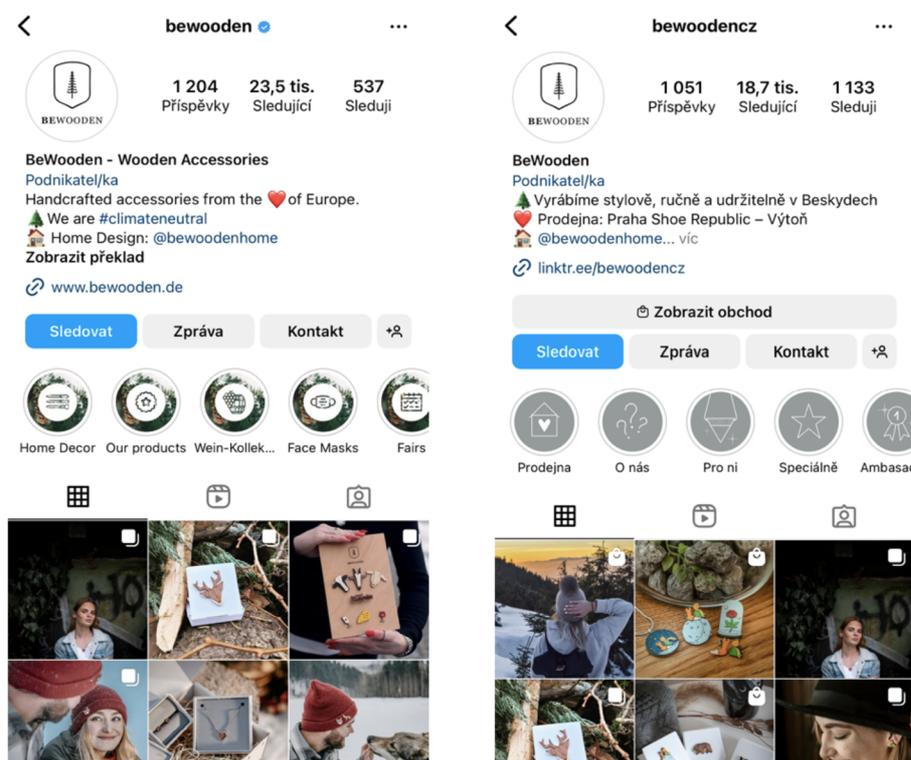 bewooden
BEWOODEN
1 204 23,5 tis. 537
Příspěvky Sledující Sleduji
BeWooden - Wooden Accessories
Podnikatel/ka
Handcrafted accessories from the ❤️ of Europe.
🌲We are #climateneutral
🏠 Home Design: @bewoodenhome
Zobrazit překlad
www.bewooden.de
Sledovat Zpráva Kontakt
Home Decor Our products Wein-Kollek... Face Masks Fairs
bewoodencz
BEWOODEN
1 051 18,7 tis. 1 133
Příspěvky Sledující Sleduji
BeWooden
Podnikatel/ka
🌲Vyrábíme stylově, ručně a udržitelně v Beskydech
❤️ Prodejna: Praha Shoe Republic – Výtoň
🏠 @bewoodenhome... víc
linktr.ee/bewoodencz
Zobrazit obchod
Sledovat Zpráva Kontakt
Prodejna O nás Pro ni Speciálně Ambasad